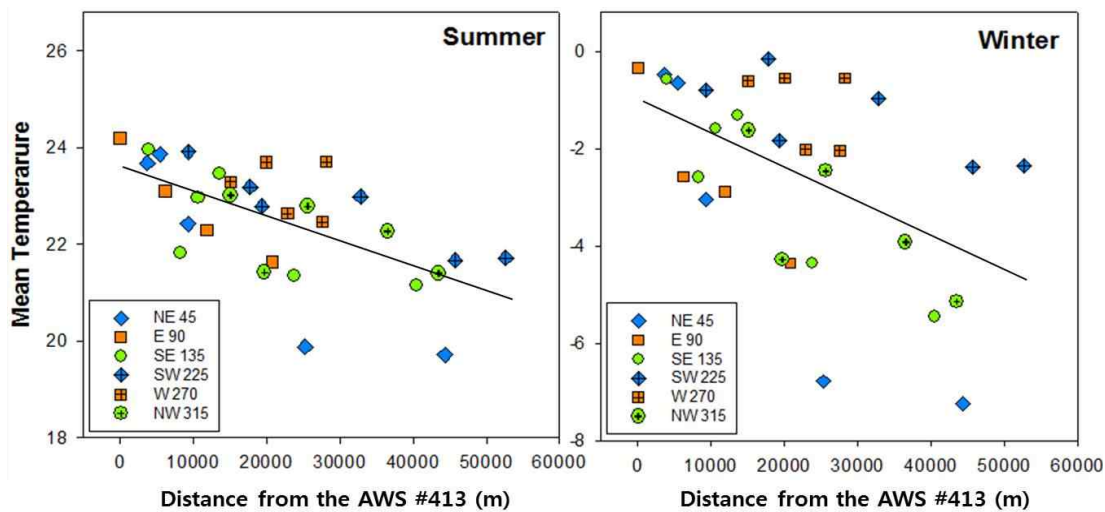 Summer
Mean Temperarure
26
24
22
20
18
NE 45
E 90
SE 135
SW 225
W 270
NW 315
0 10000 20000 30000 40000 50000 60000
Distance from the AWS #413 (m)
Winter
0
-2
-4
-6
-8
NE 45
E 90
SE 135
SW 225
W 270
NW 315
0 10000 20000 30000 40000 50000 60000
Distance from the AWS #413 (m)